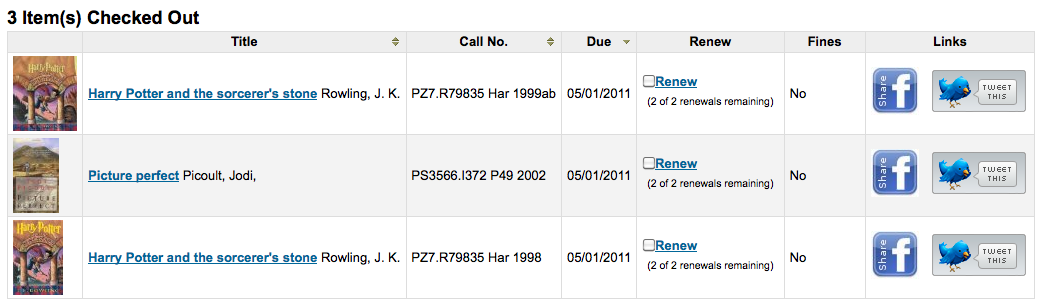 3 Item(s) Checked Out
Title Call No. Due Renew Fines Links
Harry Potter
Harry Potter and the sorcerer's stone Rowling, J. K. PZ7.R79835 Har 1999ab 05/01/2011 Renew No Share f TWEET THIS
(2 of 2 renewals remaining)
Picture perfect Picoult, Jodi, PS3566.I372 P49 2002 05/01/2011 Renew No Share f TWEET THIS
(2 of 2 renewals remaining)
PICTURE
PERFECT
Harry Potter
Harry Potter and the sorcerer's stone Rowling, J. K. PZ7.R79835 Har 1998 05/01/2011 Renew No Share f TWEET THIS
(2 of 2 renewals remaining)